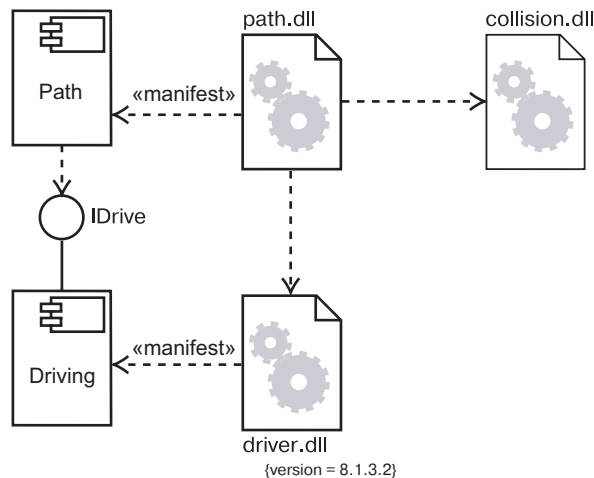 path.dll
collision.dll
Path
«manifest»
IDrive
Driving
«manifest»
driver.dll
{version = 8.1.3.2}